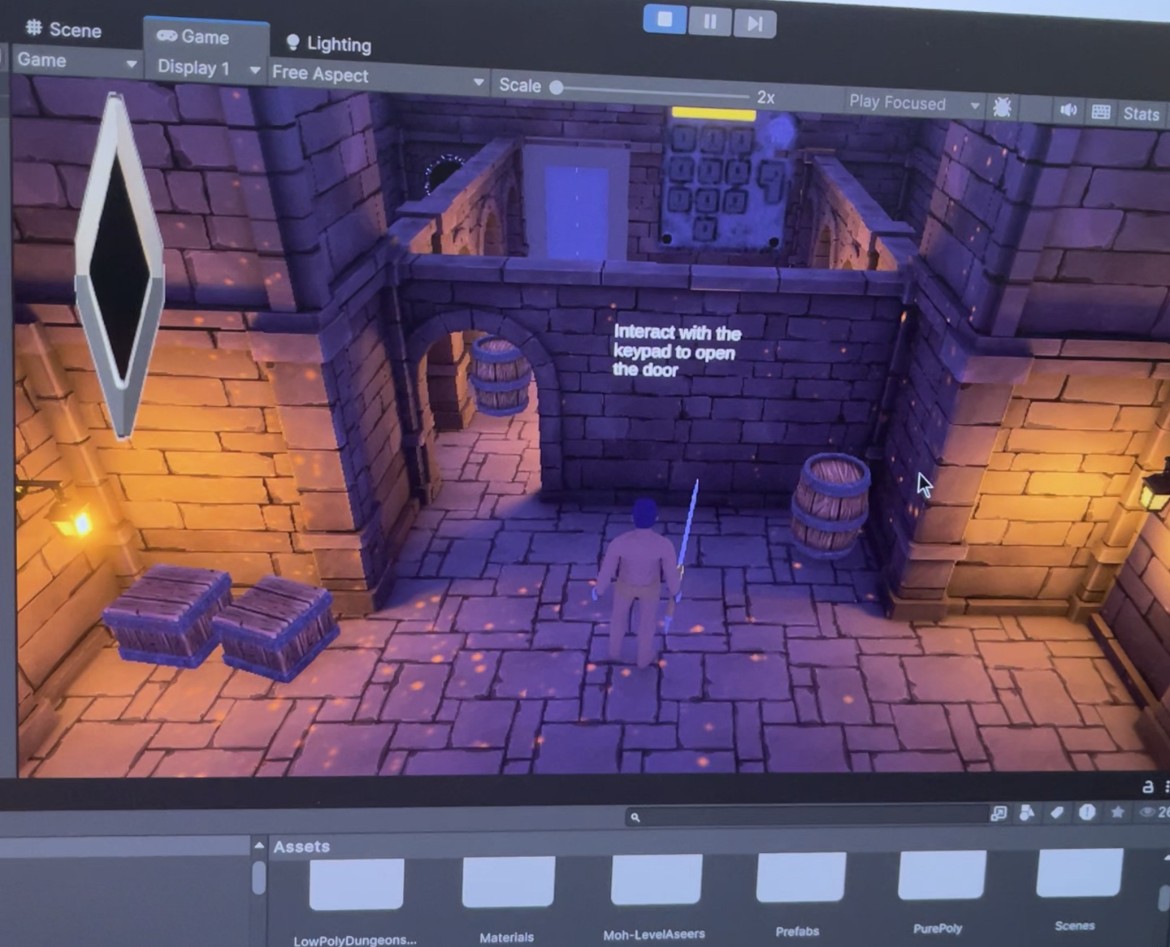 Scene
Game
Lighting
Game
Display 1
Free Aspect
Scale
2x
Play Focused
Stats
Interact with the
keypad to open
the door
Assets
LowPolyDungeons...
Materials
Moh-LevelAseers
Prefabs
PurePoly
Scenes